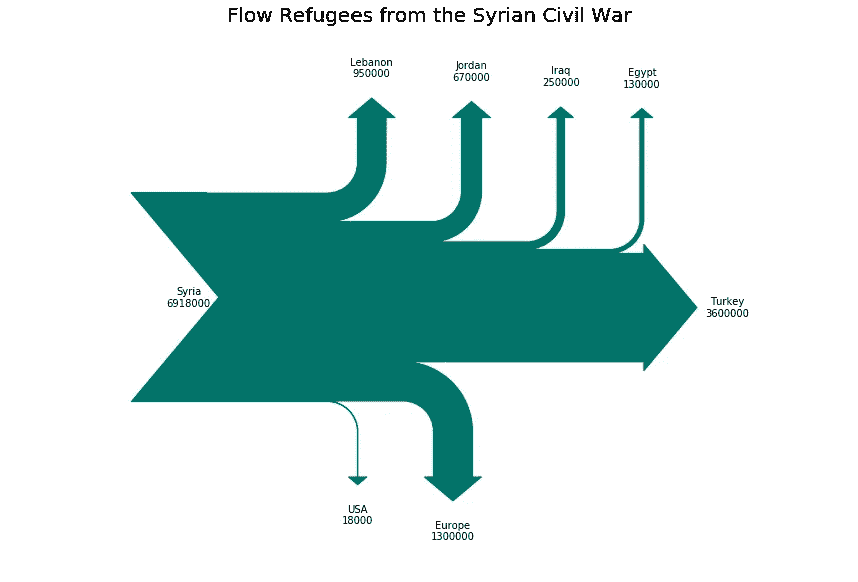 Flow Refugees from the Syrian Civil War
Lebanon
950000
Jordan
670000
Iraq
250000
Egypt
130000
Syria
6918000
Turkey
3600000
USA
18000
Europe
1300000